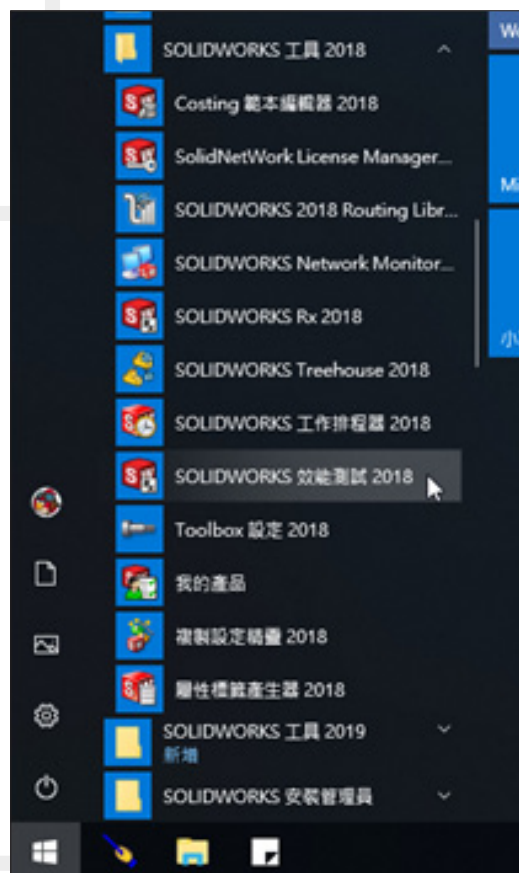 SOLIDWORKS 工具 2018
Costing 範本編輯器 2018
SolidNetWork License Manager...
SOLIDWORKS 2018 Routing Libr...
SOLIDWORKS Network Monitor...
SOLIDWORKS Rx 2018
SOLIDWORKS Treehouse 2018
SOLIDWORKS 工作排程器 2018
SOLIDWORKS 效能測試 2018
Toolbox 設定 2018
我的產品
複製設定精靈 2018
屬性標籤產生器 2018
SOLIDWORKS 工具 2019
新增
SOLIDWORKS 安裝管理員
We
Mi
小